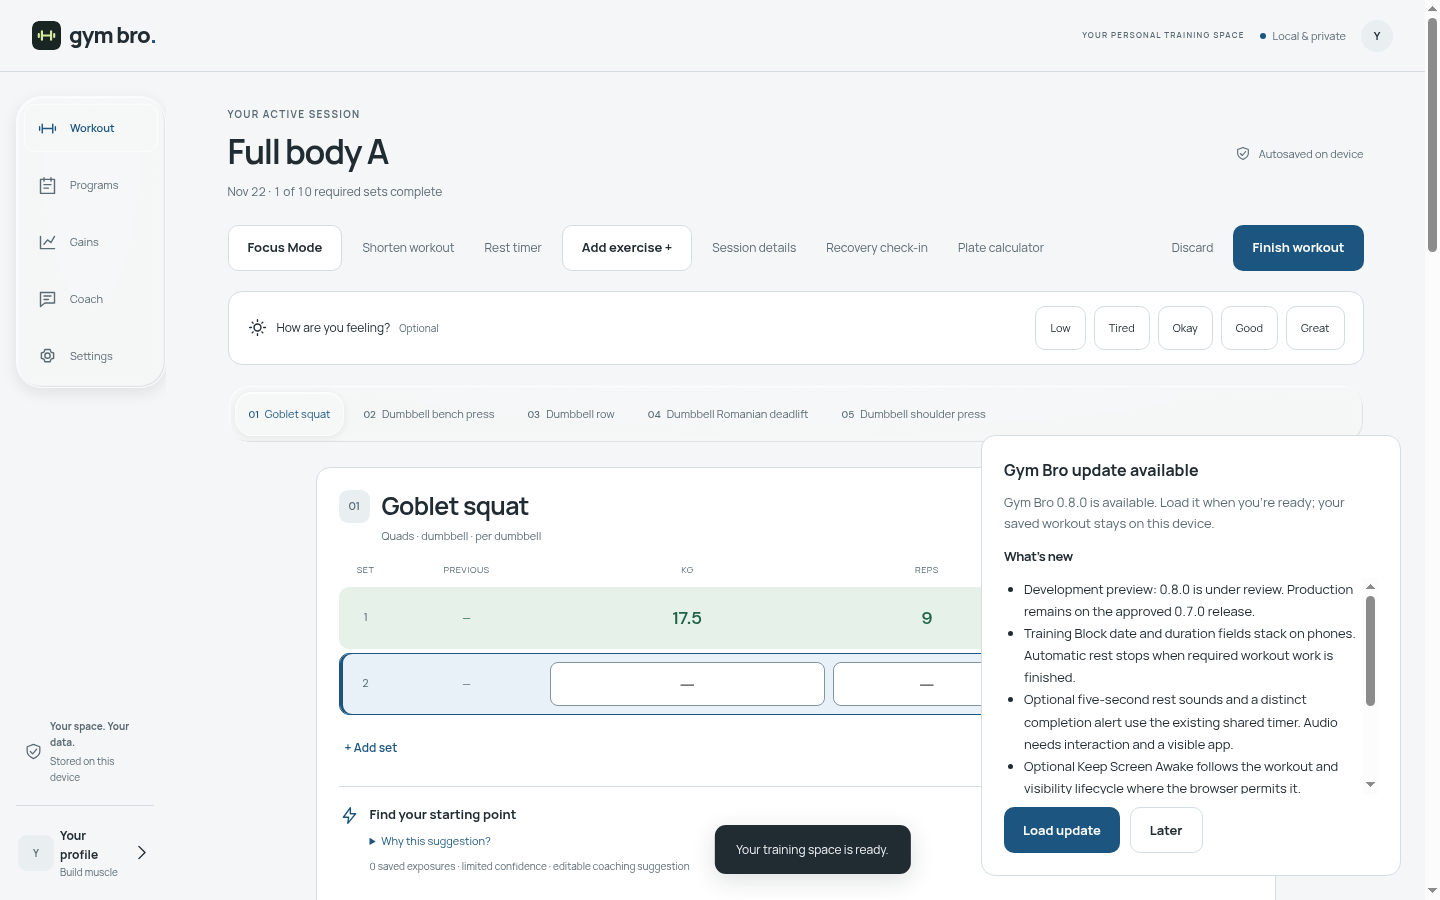 gym bro.
YOUR PERSONAL TRAINING SPACE
Local & private
Y
Workout
Programs
Gains
Coach
Settings
Your space. Your
data.
Stored on this
device
Y
Your
profile
Build muscle
YOUR ACTIVE SESSION
Full body A
Autosaved on device
Nov 22 · 1 of 10 required sets complete
Focus Mode
Shorten workout
Rest timer
Add exercise +
Session details
Recovery check-in
Plate calculator
Discard
Finish workout
How are you feeling? Optional
Low
Tired
Okay
Good
Great
01 Goblet squat
02 Dumbbell bench press
03 Dumbbell row
04 Dumbbell Romanian deadlift
05 Dumbbell shoulder press
01
Goblet squat
Quads · dumbbell · per dumbbell
SET PREVIOUS KG REPS
1 – 17.5 9
2 – — —
+ Add set
Find your starting point
Why this suggestion?
0 saved exposures · limited confidence · editable coaching suggestion
Your training space is ready.
Gym Bro update available
Gym Bro 0.8.0 is available. Load it when you're ready; your
saved workout stays on this device.
What's new
Development preview: 0.8.0 is under review. Production
remains on the approved 0.7.0 release.
Training Block date and duration fields stack on phones.
Automatic rest stops when required workout work is
finished.
Optional five-second rest sounds and a distinct
completion alert use the existing shared timer. Audio
needs interaction and a visible app.
Optional Keep Screen Awake follows the workout and
visibility lifecycle where the browser permits it.
Load update
Later